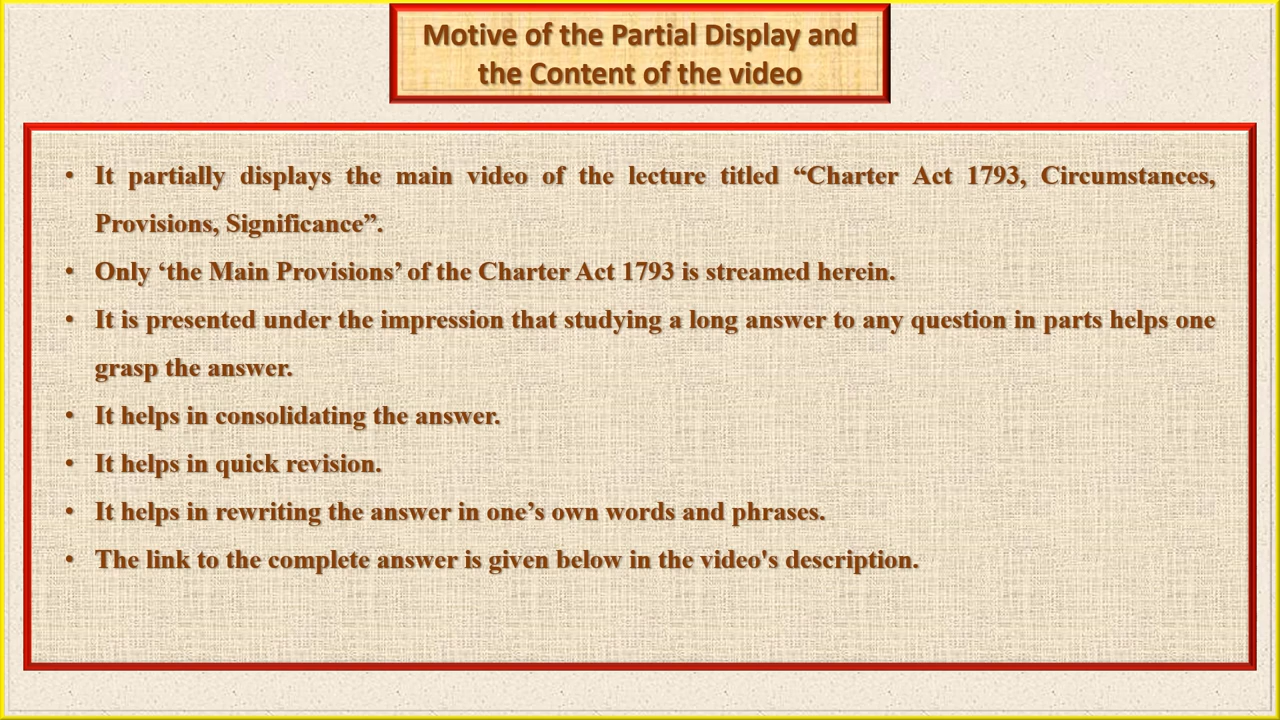 Motive of the Partial Display and
the Content of the video
• It partially displays the main video of the lecture titled “Charter Act 1793, Circumstances,
Provisions, Significance”.
• Only ‘the Main Provisions’ of the Charter Act 1793 is streamed herein.
• It is presented under the impression that studying a long answer to any question in parts helps one
grasp the answer.
• It helps in consolidating the answer.
• It helps in quick revision.
• It helps in rewriting the answer in one’s own words and phrases.
• The link to the complete answer is given below in the video's description.